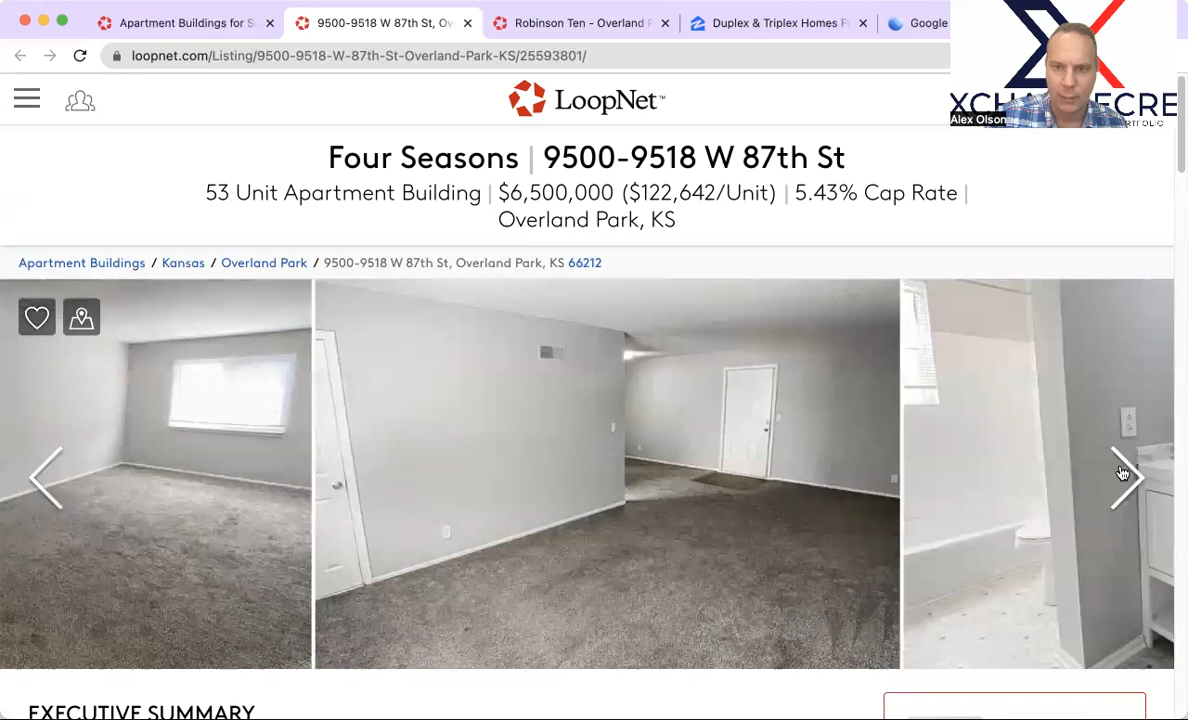 Apartment Buildings for S
9500-9518 W 87th St, Ov
Robinson Ten - Overland P
Duplex & Triplex Homes F
Google
loopnet.com/Listing/9500-9518-W-87th-St-Overland-Park-KS/25593801/
LoopNet™
Alex Olson
Four Seasons | 9500-9518 W 87th St
53 Unit Apartment Building | $6,500,000 ($122,642/Unit) | 5.43% Cap Rate |
Overland Park, KS
Apartment Buildings / Kansas / Overland Park / 9500-9518 W 87th St, Overland Park, KS 66212
EXECUTIVE SUMMARY